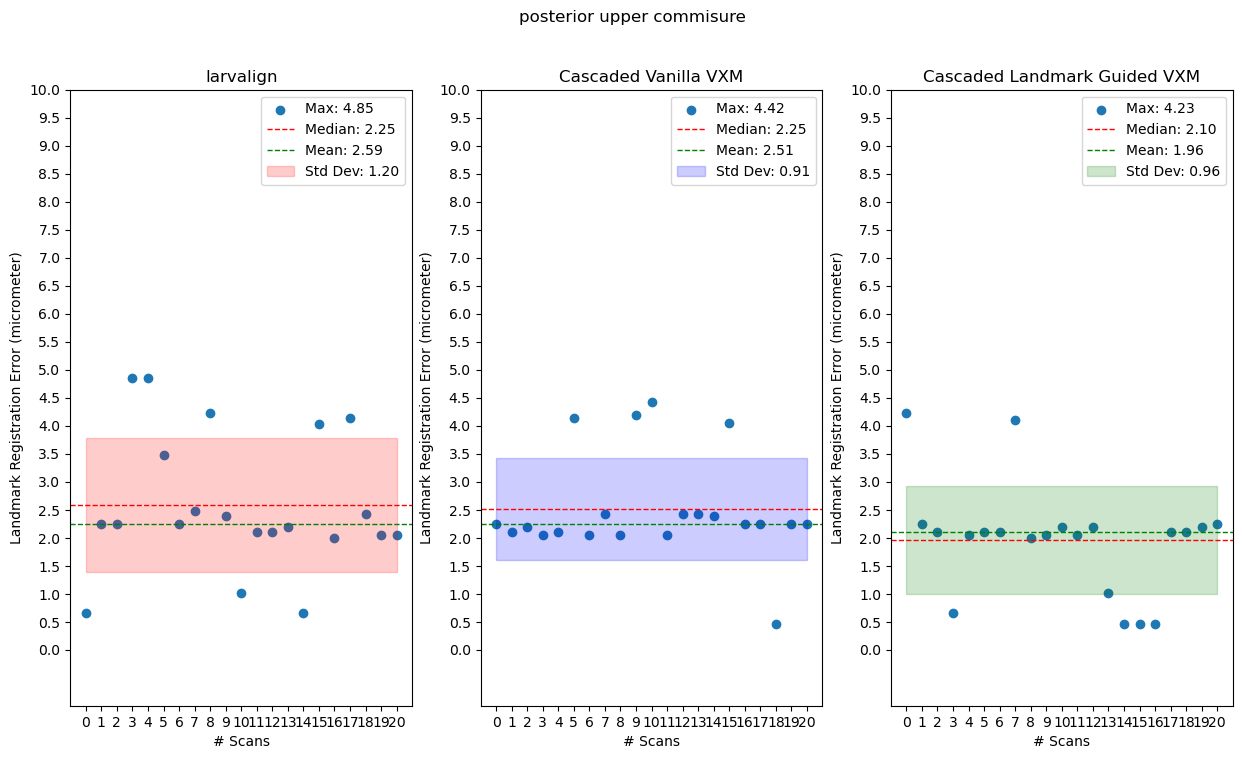 posterior upper commisure
larvalign
10.0
9.5
9.0
8.5
8.0
7.5
7.0
6.5
6.0
5.5
5.0
4.5
4.0
3.5
3.0
2.5
2.0
1.5
1.0
0.5
0.0
Landmark Registration Error (micrometer)
Max: 4.85
Median: 2.25
Mean: 2.59
Std Dev: 1.20
0 1 2 3 4 5 6 7 8 9 10 11 12 13 14 15 16 17 18 19 20
# Scans
Cascaded Vanilla VXM
10.0
9.5
9.0
8.5
8.0
7.5
7.0
6.5
6.0
5.5
5.0
4.5
4.0
3.5
3.0
2.5
2.0
1.5
1.0
0.5
0.0
Landmark Registration Error (micrometer)
Max: 4.42
Median: 2.25
Mean: 2.51
Std Dev: 0.91
0 1 2 3 4 5 6 7 8 9 10 11 12 13 14 15 16 17 18 19 20
# Scans
Cascaded Landmark Guided VXM
10.0
9.5
9.0
8.5
8.0
7.5
7.0
6.5
6.0
5.5
5.0
4.5
4.0
3.5
3.0
2.5
2.0
1.5
1.0
0.5
0.0
Landmark Registration Error (micrometer)
Max: 4.23
Median: 2.10
Mean: 1.96
Std Dev: 0.96
0 1 2 3 4 5 6 7 8 9 10 11 12 13 14 15 16 17 18 19 20
# Scans